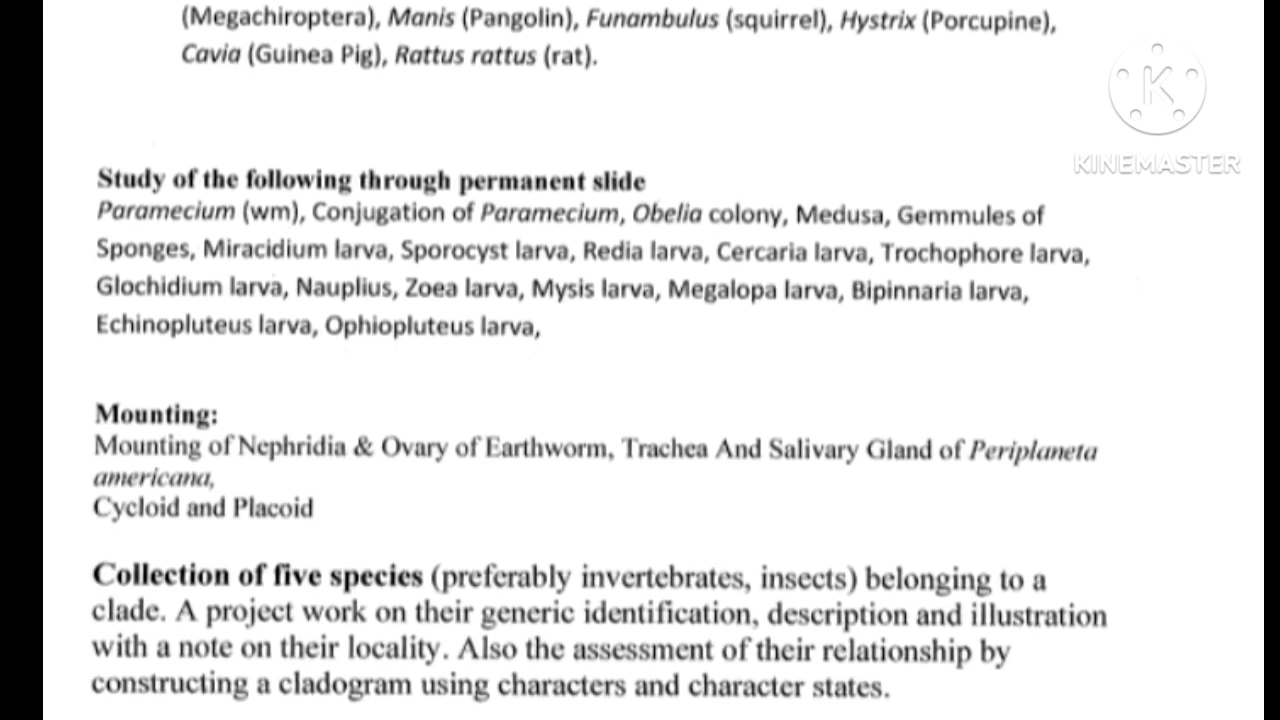 (Megachiroptera), Manis (Pangolin), Funambulus (squirrel), Hystrix (Porcupine),
Cavia (Guinea Pig), Rattus rattus (rat).
K
KINEMASTER
Study of the following through permanent slide
Paramecium (wm), Conjugation of Paramecium, Obelia colony, Medusa, Gemmules of
Sponges, Miracidium larva, Sporocyst larva, Redia larva, Cercaria larva, Trochophore larva,
Glochidium larva, Nauplius, Zoea larva, Mysis larva, Megalopa larva, Bipinnaria larva,
Echinopluteus larva, Ophiopluteus larva,
Mounting:
Mounting of Nephridia & Ovary of Earthworm, Trachea And Salivary Gland of Periplaneta
americana,
Cycloid and Placoid
Collection of five species (preferably invertebrates, insects) belonging to a
clade. A project work on their generic identification, description and illustration
with a note on their locality. Also the assessment of their relationship by
constructing a cladogram using characters and character states.